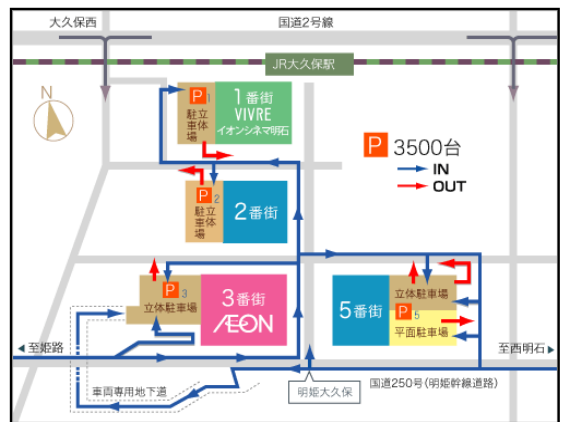 大久保西
国道2号線
JR大久保駅
N
P 1
立体
駐車場
1番街
VIVRE
イオンシネマ明石
P 3500台
IN
OUT
P 2
立体
駐車場
2番街
P 3
立体駐車場
3番街
ÆON
5番街
立体駐車場
P 5
平面駐車場
至姫路
至西明石
車両専用地下道
明姫大久保
国道250号(明姫幹線道路)